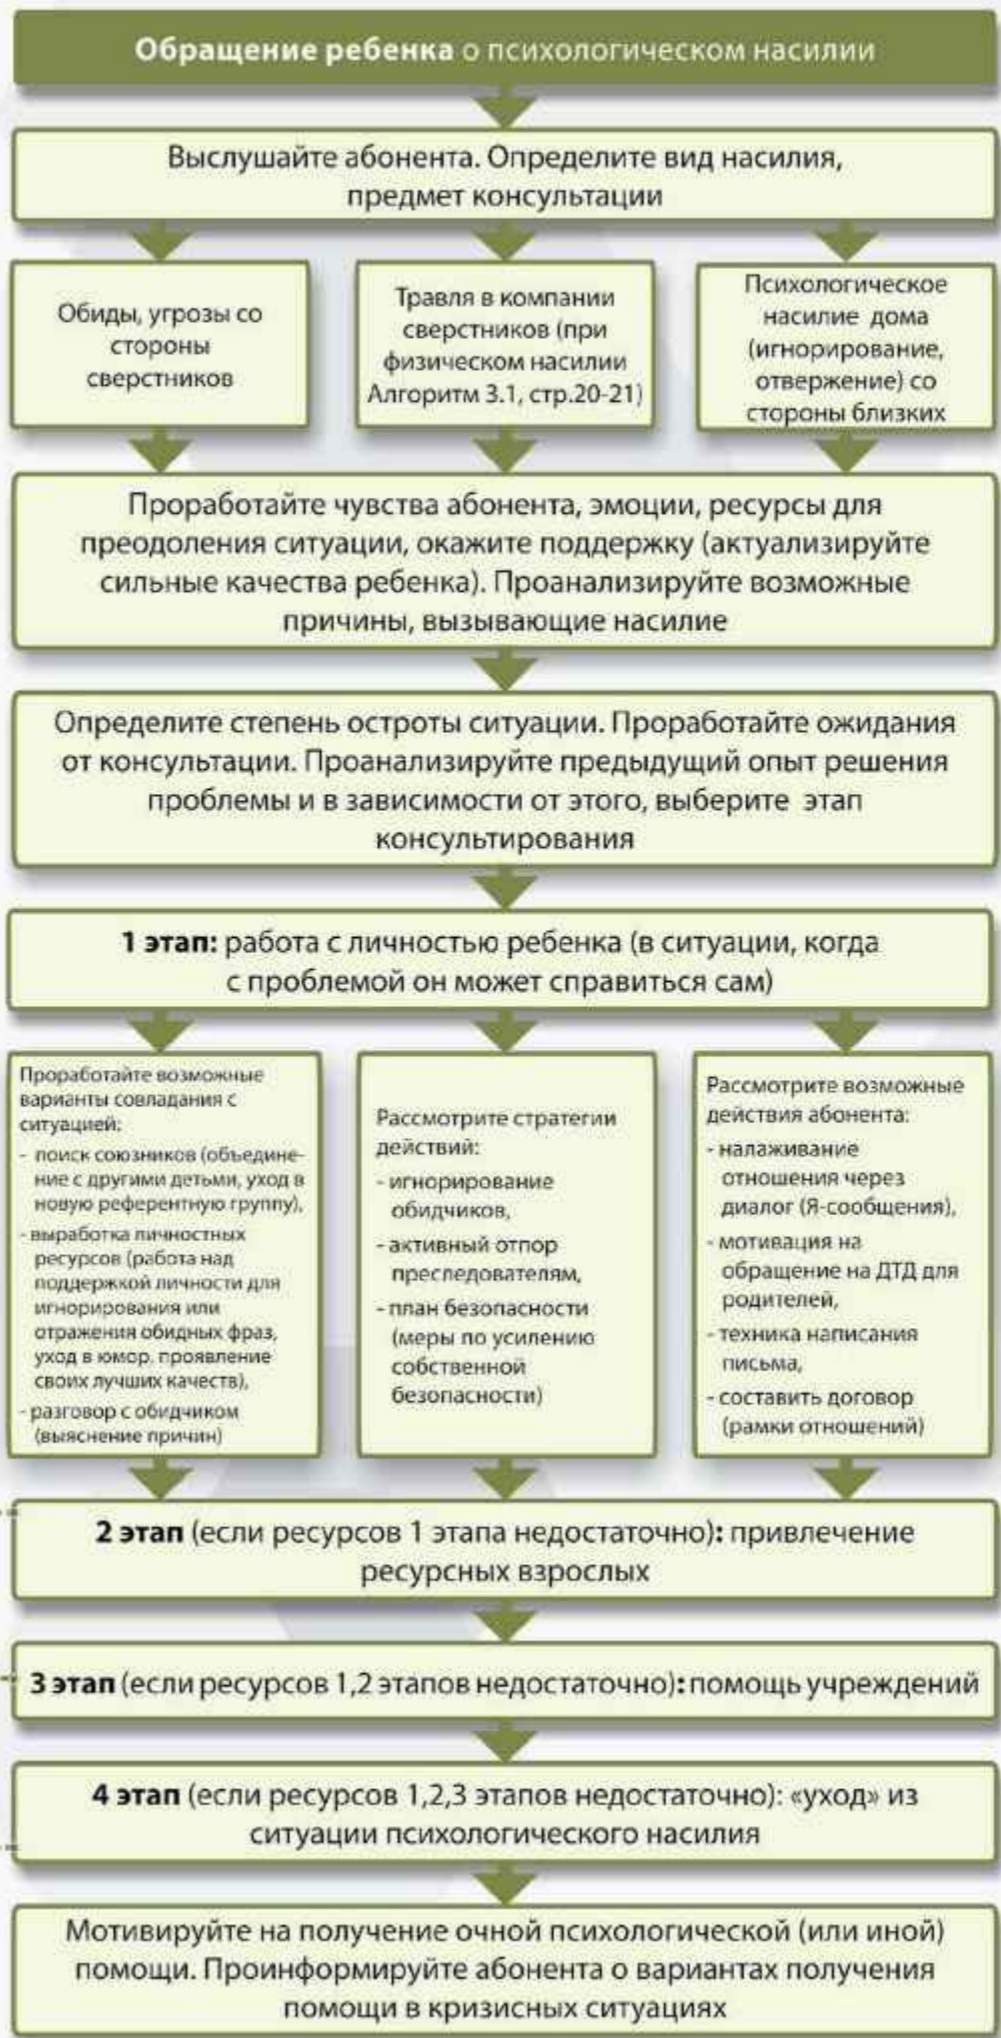 Обращение ребенка о психологическом насилии
Выслушайте абонента. Определите вид насилия,
предмет консультации
Обиды, угрозы со
стороны
сверстников
Травля в компании
сверстников (при
физическом насилии
Алгоритм 3.1, стр.20-21)
Психологическое
насилие дома
(игнорирование,
отвержение) со
стороны близких
Проработайте чувства абонента, эмоции, ресурсы для
преодоления ситуации, окажите поддержку (актуализируйте
сильные качества ребенка). Проанализируйте возможные
причины, вызывающие насилие
Определите степень остроты ситуации. Проработайте ожидания
от консультации. Проанализируйте предыдущий опыт решения
проблемы и в зависимости от этого, выберите этап
консультирования
1 этап: работа с личностью ребенка (в ситуации, когда
с проблемой он может справиться сам)
Проработайте возможные
варианты совладания с
ситуацией:
- поиск союзников (объедине-
ние с другими детьми, уход в
новую референтную группу),
- выработка личностных
ресурсов (работа над
поддержкой личности для
игнорирования или
отражения обидных фраз,
уход в юмор. проявление
своих лучших качеств),
- разговор с обидчиком
(выяснение причин)
Рассмотрите стратегии
действий:
- игнорирование
обидчиков,
- активный отпор
преследователям,
- план безопасности
(меры по усилению
собственной
безопасности)
Рассмотрите возможные
действия абонента:
- налаживание
отношения через
диалог (Я-сообщения),
- мотивация на
обращение на ДТД для
родителей,
- техника написания
письма,
- составить договор
(рамки отношений)
2 этап (если ресурсов 1 этапа недостаточно): привлечение
ресурсных взрослых
3 этап (если ресурсов 1,2 этапов недостаточно): помощь учреждений
4 этап (если ресурсов 1,2,3 этапов недостаточно): «уход» из
ситуации психологического насилия
Мотивируйте на получение очной психологической (или иной)
помощи. Проинформируйте абонента о вариантах получения
помощи в кризисных ситуациях